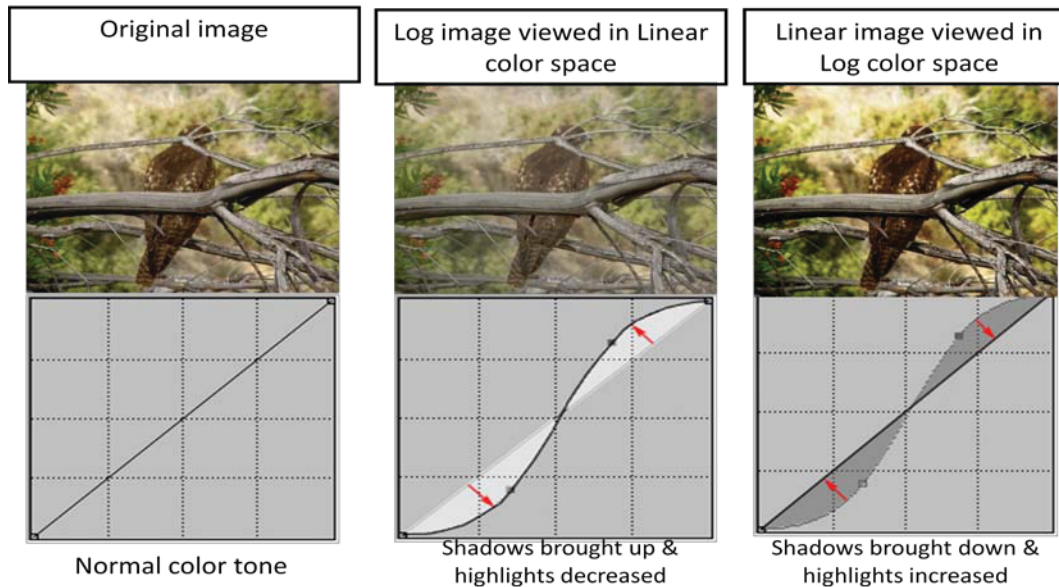 Original image
Log image viewed in Linear
color space
Linear image viewed in
Log color space
Normal color tone
Shadows brought up &
highlights decreased
Shadows brought down &
highlights increased